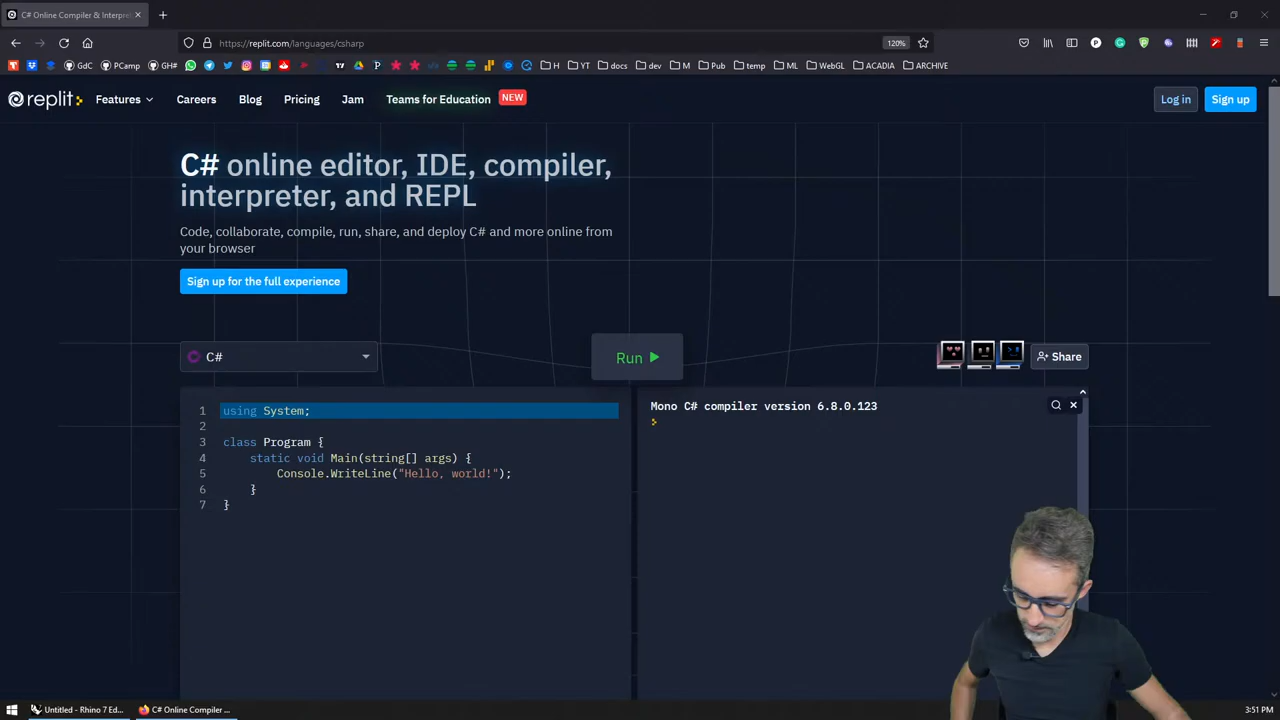 C# Online Compiler & Interpre
https://replit.com/languages/csharp
120%
GdC
PCamp
GH#
H
YT
docs
dev
M
Pub
temp
ML
WebGL
ACADIA
ARCHIVE
replit
Features
Careers
Blog
Pricing
Jam
Teams for Education
NEW
Log in
Sign up
C# online editor, IDE, compiler,
interpreter, and REPL
Code, collaborate, compile, run, share, and deploy C# and more online from
your browser
Sign up for the full experience
C#
Run
Share
1 using System;
2
3 class Program {
4 static void Main(string[] args) {
5 Console.WriteLine("Hello, world!");
6 }
7 }
Mono C# compiler version 6.8.0.123
Untitled - Rhino 7 Ed...
C# Online Compiler ...
3:51 PM